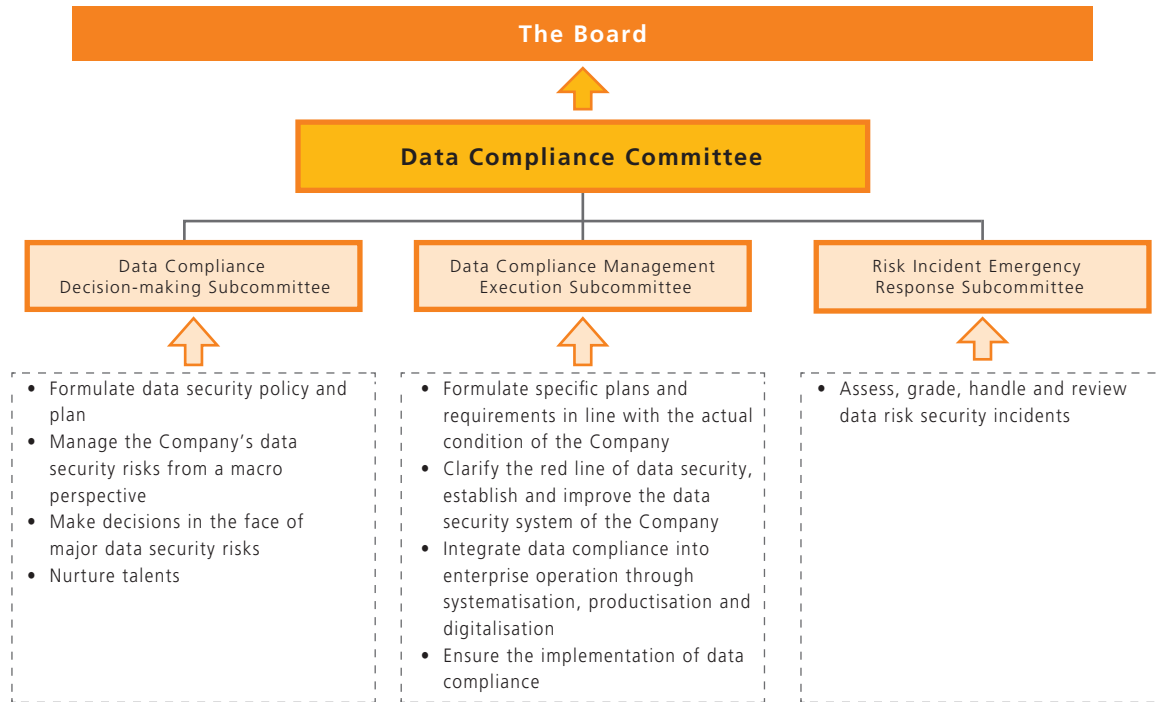 The Board
Data Compliance Committee
Data Compliance
Decision-making Subcommittee
Data Compliance Management
Execution Subcommittee
Risk Incident Emergency
Response Subcommittee
• Formulate data security policy and
plan
• Manage the Company’s data
security risks from a macro
perspective
• Make decisions in the face of
major data security risks
• Nurture talents
• Formulate specific plans and
requirements in line with the actual
condition of the Company
• Clarify the red line of data security,
establish and improve the data
security system of the Company
• Integrate data compliance into
enterprise operation through
systematisation, productisation and
digitalisation
• Ensure the implementation of data
compliance
• Assess, grade, handle and review
data risk security incidents